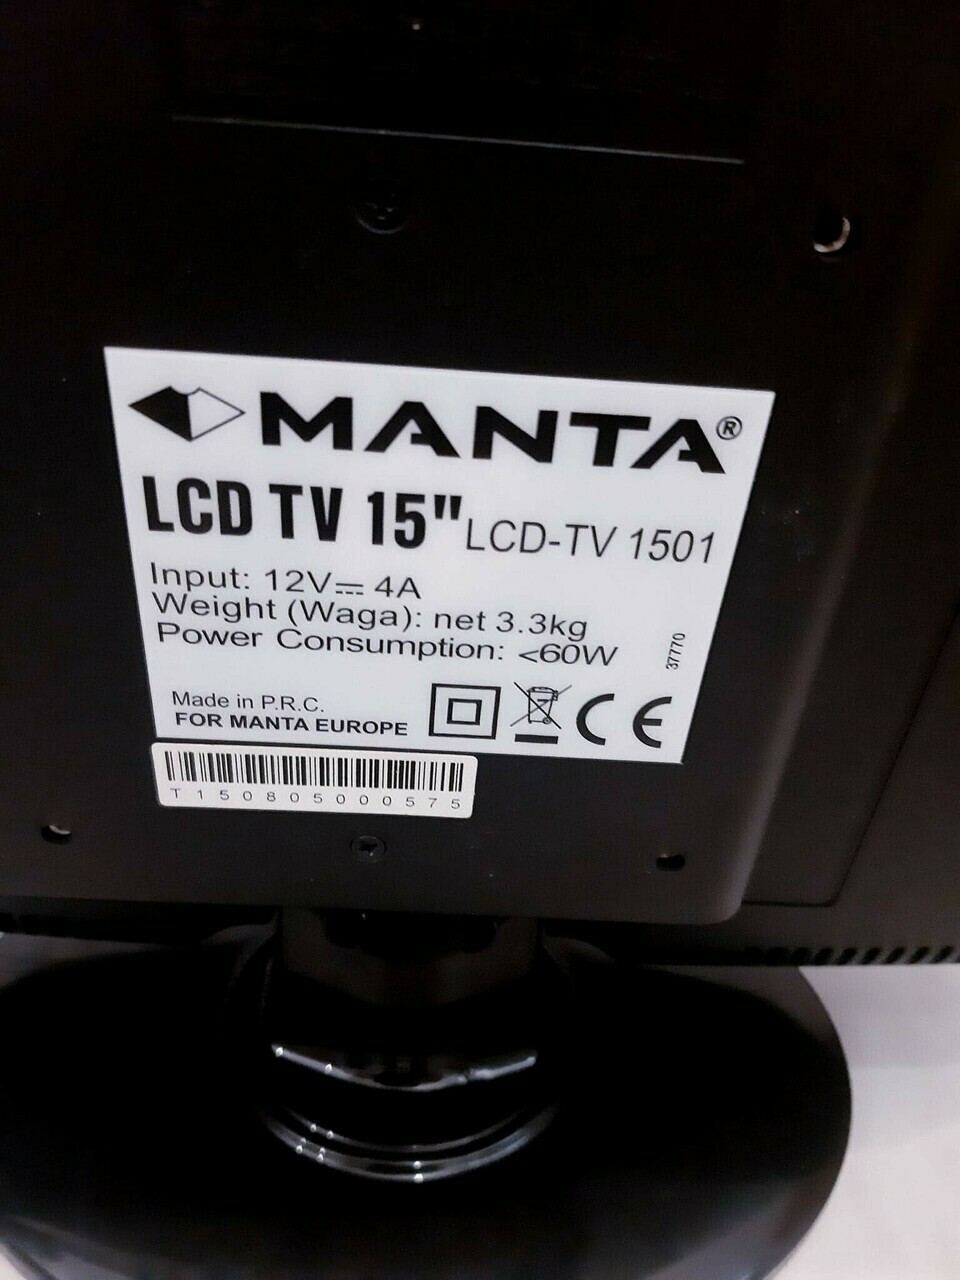 MANTA®
LCD TV 15" LCD-TV 1501
Input: 12V⎓ 4A
Weight (Waga): net 3.3kg
Power Consumption: <60W
37770
Made in P.R.C.
FOR MANTA EUROPE
CE
T150805000575